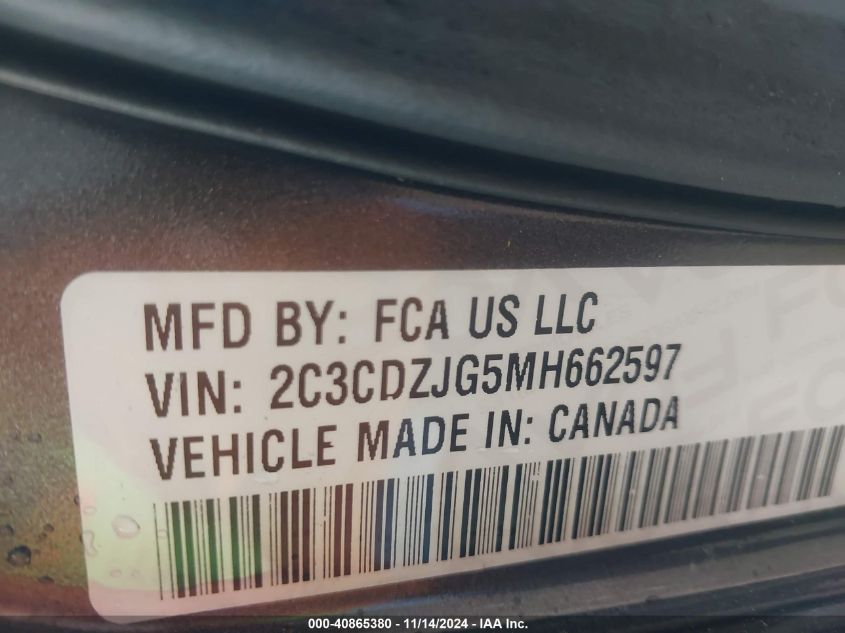 MFD BY: FCA US LLC
VIN: 2C3CDZJG5MH662597
VEHICLE MADE IN: CANADA
000-40865380 - 11/14/2024 - IAA Inc.